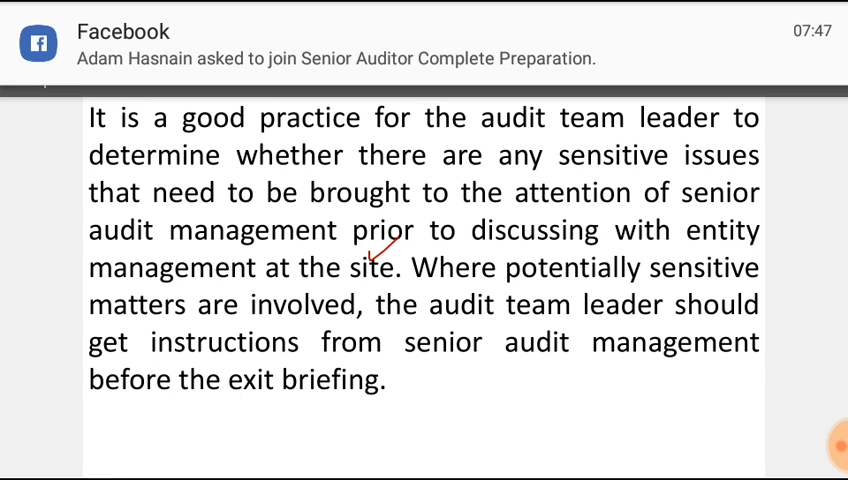 Facebook
07:47
Adam Hasnain asked to join Senior Auditor Complete Preparation.
It is a good practice for the audit team leader to
determine whether there are any sensitive issues
that need to be brought to the attention of senior
audit management prior to discussing with entity
management at the site. Where potentially sensitive
matters are involved, the audit team leader should
get instructions from senior audit management
before the exit briefing.